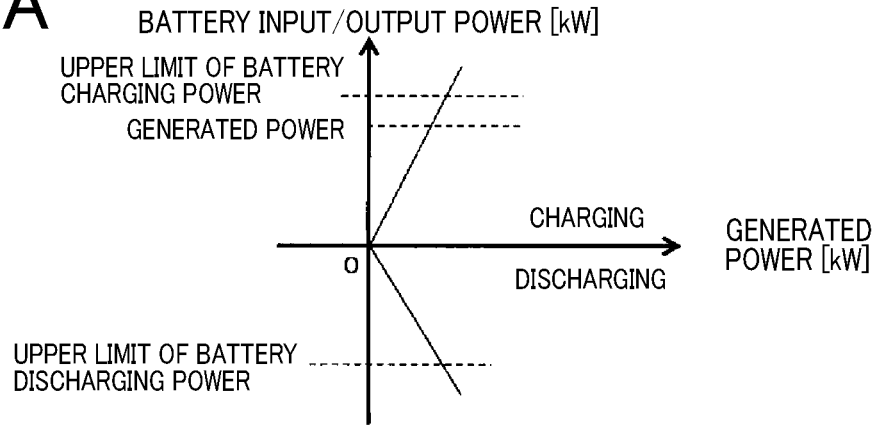 A
BATTERY INPUT/OUTPUT POWER [kW]
UPPER LIMIT OF BATTERY
CHARGING POWER
GENERATED POWER
CHARGING
GENERATED
POWER [kW]
0
DISCHARGING
UPPER LIMIT OF BATTERY
DISCHARGING POWER